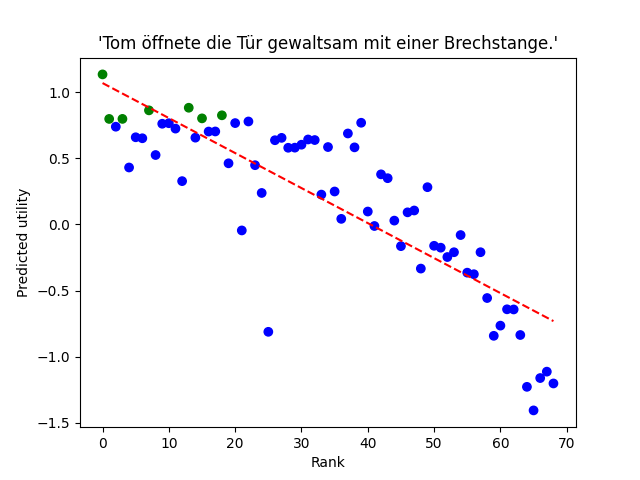 'Tom öffnete die Tür gewaltsam mit einer Brechstange.'
1.0
0.5
0.0
−0.5
−1.0
−1.5
Predicted utility
0 10 20 30 40 50 60 70
Rank